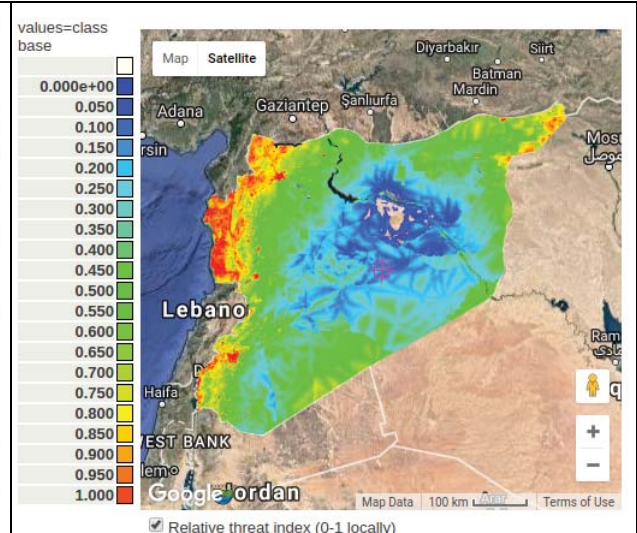 values=class
base
0.000e+00
0.050
0.100
0.150
0.200
0.250
0.300
0.350
0.400
0.450
0.500
0.550
0.600
0.650
0.700
0.750
0.800
0.850
0.900
0.950
1.000
Map Satellite
Diyarbakır Siirt
Batman
Mardin
Adana Gaziantep Şanlıurfa
rsin
Mosu
موصل
Lebano
D
Haifa
VEST BANK
lem
Ram
q
Google Jordan
Arar
Map Data 100 km Terms of Use
Relative threat index (0-1 locally)